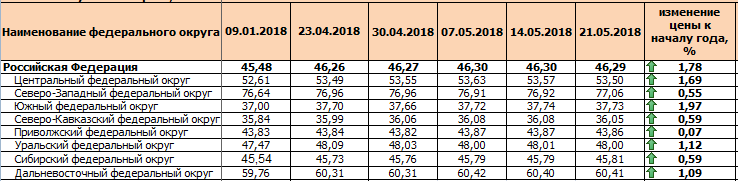 Наименование федерального округа 09.01.2018 23.04.2018 30.04.2018 07.05.2018 14.05.2018 21.05.2018 изменение цены к началу года, %
Российская Федерация 45,48 46,26 46,27 46,30 46,30 46,29 1,78
Центральный федеральный округ 52,61 53,49 53,55 53,63 53,57 53,50 1,69
Северо-Западный федеральный округ 76,64 76,96 76,96 76,91 76,92 77,06 0,55
Южный федеральный округ 37,00 37,70 37,66 37,72 37,74 37,73 1,97
Северо-Кавказский федеральный округ 35,84 35,99 36,06 36,08 36,08 36,05 0,59
Приволжский федеральный округ 43,83 43,84 43,82 43,87 43,87 43,86 0,07
Уральский федеральный округ 47,47 48,09 48,03 48,00 48,01 48,00 1,12
Сибирский федеральный округ 45,54 45,73 45,76 45,79 45,79 45,81 0,59
Дальневосточный федеральный округ 59,76 60,31 60,31 60,42 60,40 60,41 1,09